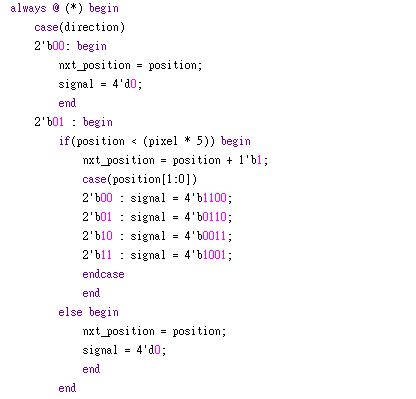 always @ (*) begin
    case(direction)
    2'b00: begin
        nxt_position = position;
        signal = 4'd0;
        end
    2'b01 : begin
        if(position < (pixel * 5)) begin
            nxt_position = position + 1'b1;
            case(position[1:0])
            2'b00 : signal = 4'b1100;
            2'b01 : signal = 4'b0110;
            2'b10 : signal = 4'b0011;
            2'b11 : signal = 4'b1001;
            endcase
            end
        else begin
            nxt_position = position;
            signal = 4'd0;
            end
        end